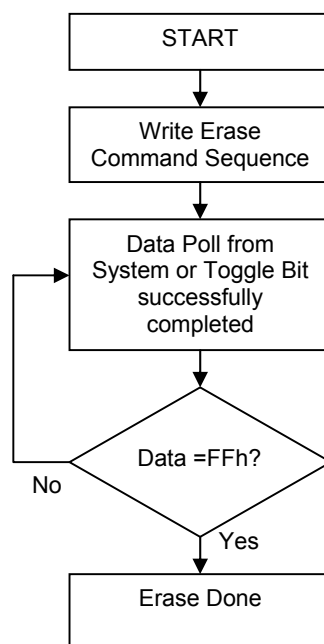 START
Write Erase
Command Sequence
Data Poll from
System or Toggle Bit
successfully
completed
Data =FFh?
No
Yes
Erase Done